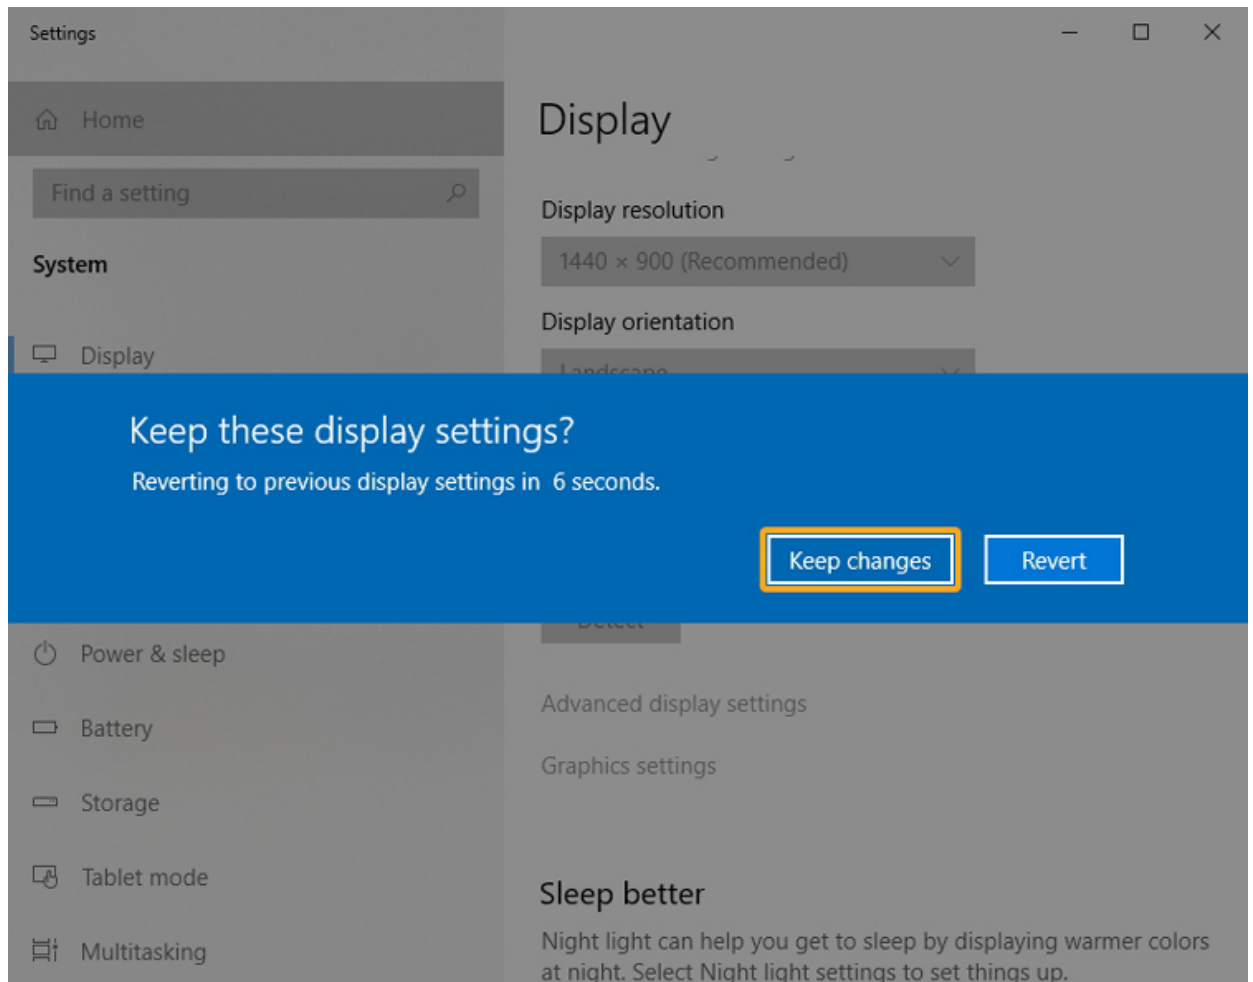 Settings
Home
Find a setting
System
Display
Display
Display resolution
1440 × 900 (Recommended)
Display orientation
Landscape
Keep these display settings?
Reverting to previous display settings in 6 seconds.
Keep changes
Revert
Detect
Power & sleep
Battery
Storage
Tablet mode
Multitasking
Advanced display settings
Graphics settings
Sleep better
Night light can help you get to sleep by displaying warmer colors
at night. Select Night light settings to set things up.